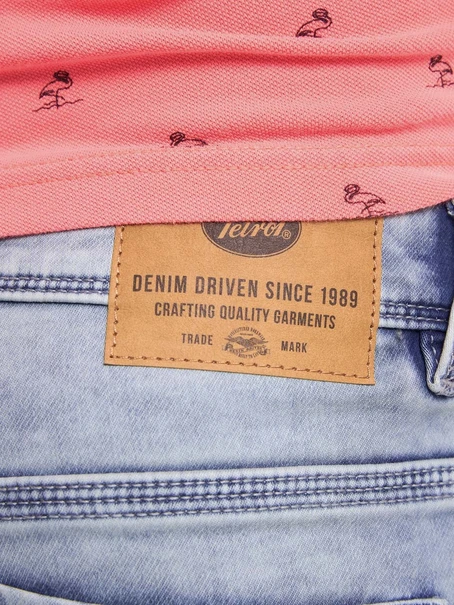 Petrol®
DENIM DRIVEN SINCE 1989
CRAFTING QUALITY GARMENTS
TRADE MARK